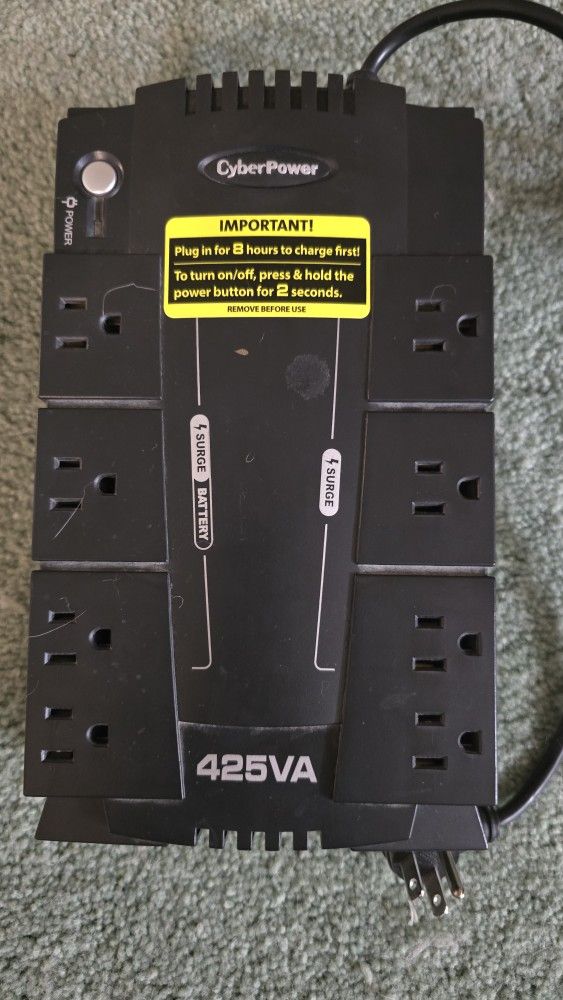 CyberPower
POWER
IMPORTANT!
Plug in for 8 hours to charge first!
To turn on/off, press & hold the
power button for 2 seconds.
REMOVE BEFORE USE
SURGE BATTERY
SURGE
425VA